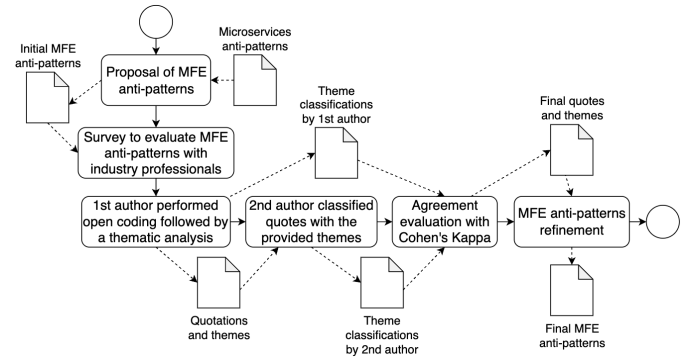 Microservices
anti-patterns
Initial MFE
anti-patterns
Proposal of MFE
anti-patterns
Theme
classifications
by 1st author
Final quotes
and themes
Survey to evaluate MFE
anti-patterns with
industry professionals
1st author performed
open coding followed by
a thematic analysis
2nd author classified
quotes with the
provided themes
Agreement
evaluation with
Cohen's Kappa
MFE anti-patterns
refinement
Quotations
and themes
Theme
classifications
by 2nd author
Final MFE
anti-patterns